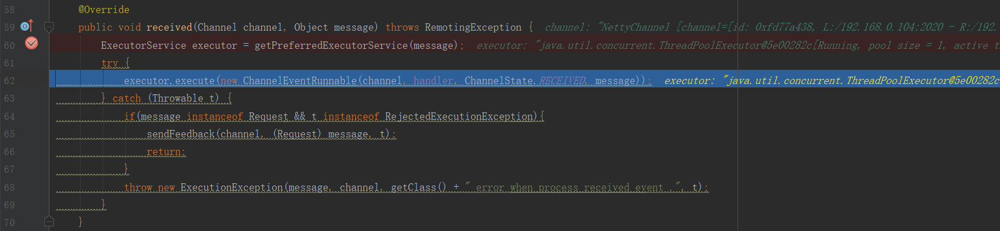 58 @Override
59 public void received(Channel channel, Object message) throws RemotingException { channel: "NettyChannel [channel=[id: 0xfd77a438, L:/192.168.0.104:2020 - R:/192.
60 ExecutorService executor = getPreferredExecutorService(message); executor: "java.util.concurrent.ThreadPoolExecutor@5e00282c[Running, pool size = 1, active t
61 try {
62 executor.execute(new ChannelEventRunnable(channel, handler, ChannelState.RECEIVED, message)); executor: "java.util.concurrent.ThreadPoolExecutor@5e00282c
63 } catch (Throwable t) {
64 if(message instanceof Request && t instanceof RejectedExecutionException){
65 sendFeedback(channel, (Request) message, t);
66 return;
67 }
68 throw new ExecutionException(message, channel, getClass() + " error when process received event .", t);
69 }
70 }